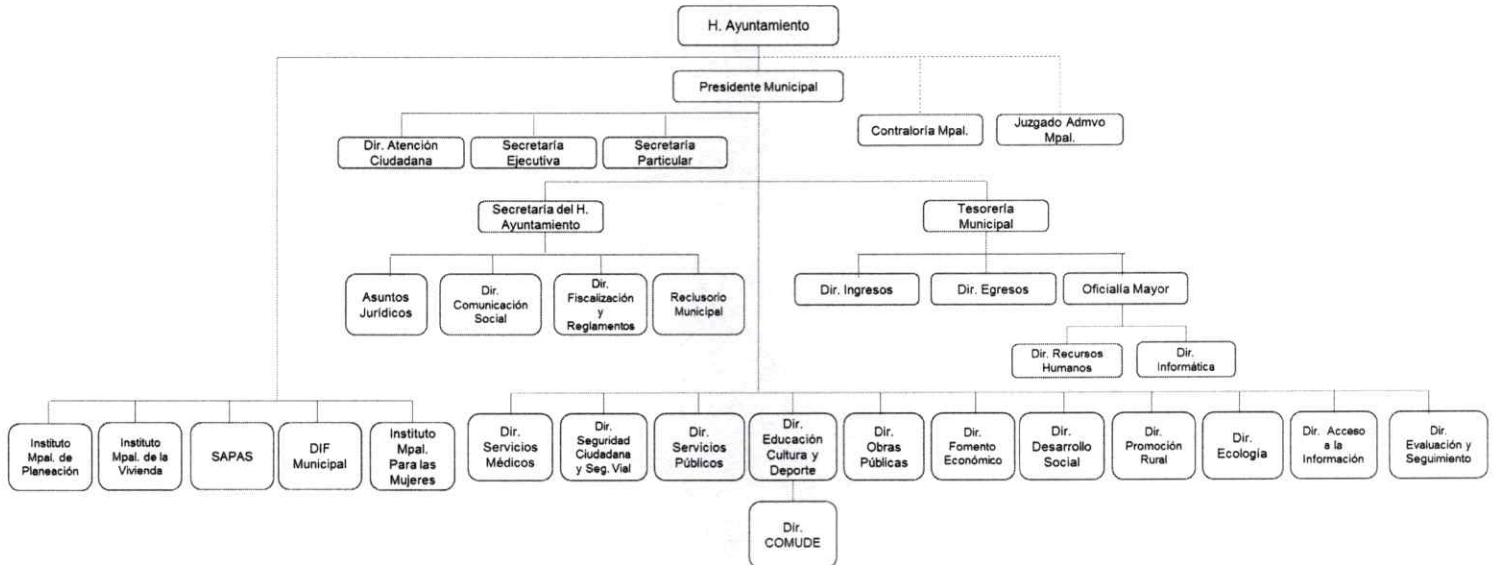 H. Ayuntamiento
Presidente Municipal
Contraloría Mpal.
Juzgado Admvo
Mpal.
Dir. Atención
Ciudadana
Secretaría
Ejecutiva
Secretaría
Particular
Secretaría del H.
Ayuntamiento
Tesorería
Municipal
Asuntos
Jurídicos
Dir.
Comunicación
Social
Dir.
Fiscalización
y
Reglamentos
Reclusorio
Municipal
Dir. Ingresos
Dir. Egresos
Oficialía Mayor
Dir. Recursos
Humanos
Dir.
Informática
Instituto
Mpal. de
Planeación
Instituto
Mpal. de la
Vivienda
SAPAS
DIF
Municipal
Instituto
Mpal.
Para las
Mujeres
Dir.
Servicios
Médicos
Dir.
Seguridad
Ciudadana
y Seg. Vial
Dir.
Servicios
Públicos
Dir.
Educación
Cultura y
Deporte
Dir.
Obras
Públicas
Dir.
Fomento
Económico
Dir.
Desarrollo
Social
Dir.
Promoción
Rural
Dir.
Ecología
Dir. Acceso
a la
Información
Dir.
Evaluación y
Seguimiento
Dir.
COMUDE